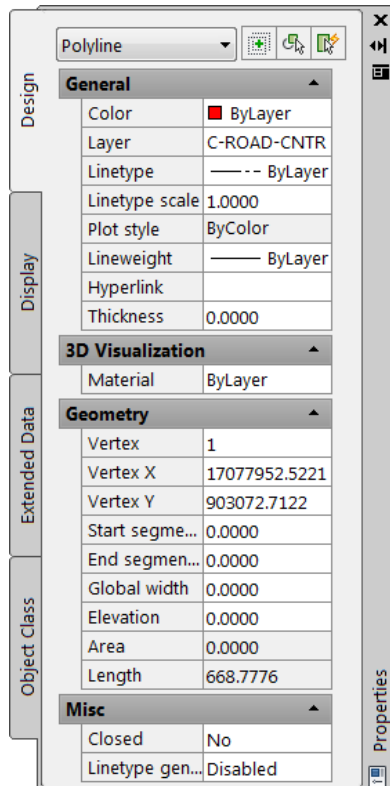 Polyline
Design
Display
Extended Data
Object Class
General
Color ByLayer
Layer C-ROAD-CNTR
Linetype ByLayer
Linetype scale 1.0000
Plot style ByColor
Lineweight ByLayer
Hyperlink
Thickness 0.0000
3D Visualization
Material ByLayer
Geometry
Vertex 1
Vertex X 17077952.5221
Vertex Y 903072.7122
Start segme... 0.0000
End segmen... 0.0000
Global width 0.0000
Elevation 0.0000
Area 0.0000
Length 668.7776
Misc
Closed No
Linetype gen... Disabled
Properties